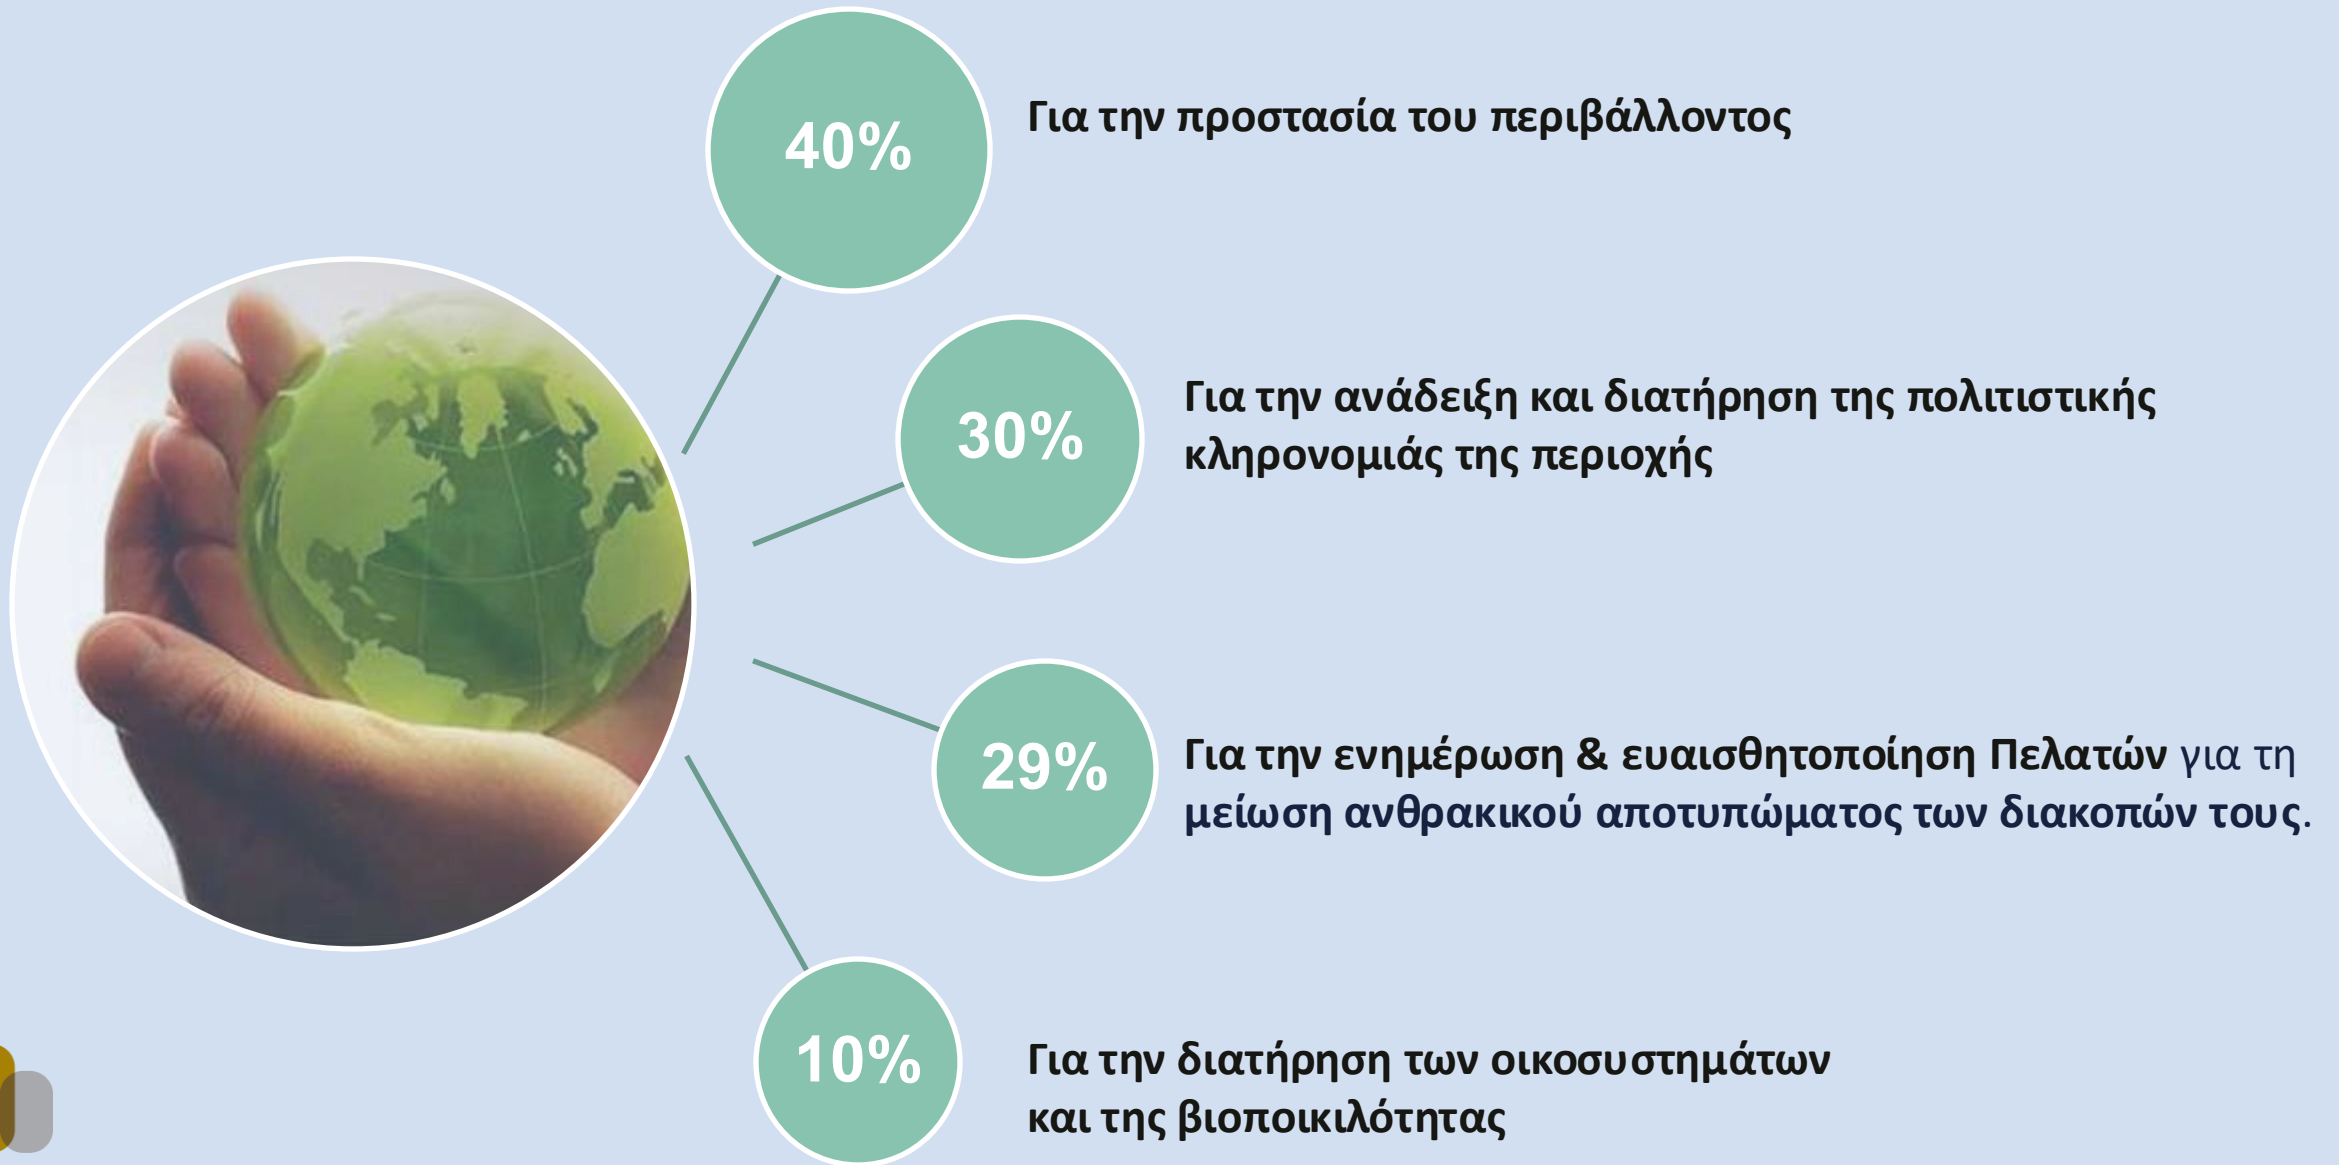 40%
Για την προστασία του περιβάλλοντος
30%
Για την ανάδειξη και διατήρηση της πολιτιστικής
κληρονομιάς της περιοχής
29%
Για την ενημέρωση & ευαισθητοποίηση Πελατών για τη
μείωση ανθρακικού αποτυπώματος των διακοπών τους.
10%
Για την διατήρηση των οικοσυστημάτων
και της βιοποικιλότητας